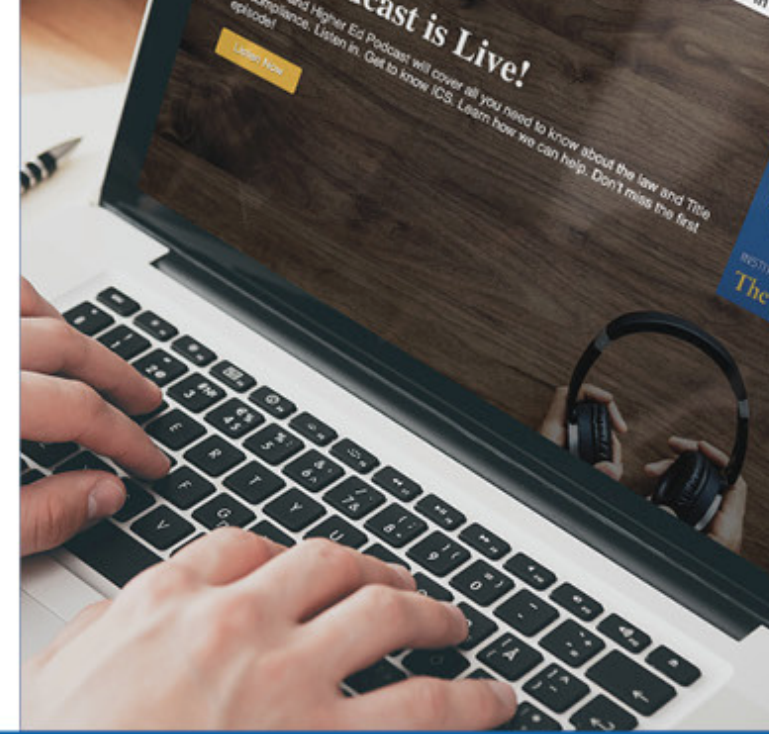 cast is Live!
and Higher Ed Podcast will cover all you need to know about the law and Title
compliance. Listen in. Get to know ICS. Learn how we can help. Don't miss the first
episode!
Listen Now
INSTIT
The